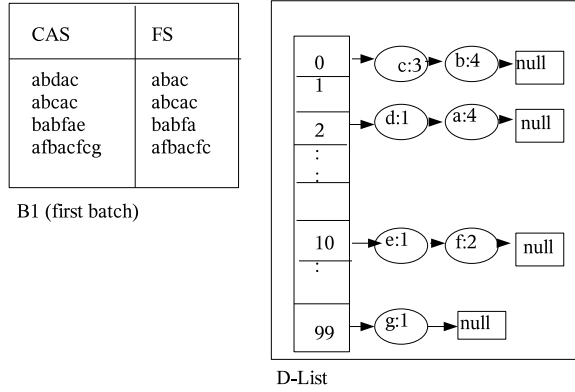 CAS FS
abdac abac
abcac abcac
babfae babfa
afbacfcg afbacfc
B1 (first batch)
0 c:3 b:4 null
1
2 d:1 a:4 null
:
:
10 e:1 f:2 null
:
99 g:1 null
D-List